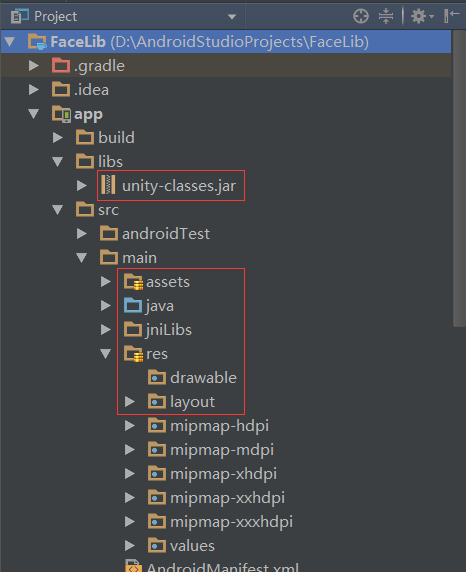 Project
FaceLib (D:\AndroidStudioProjects\FaceLib)
.gradle
.idea
app
build
libs
unity-classes.jar
src
androidTest
main
assets
java
jniLibs
res
drawable
layout
mipmap-hdpi
mipmap-mdpi
mipmap-xhdpi
mipmap-xxhdpi
mipmap-xxxhdpi
values
AndroidManifest.xml